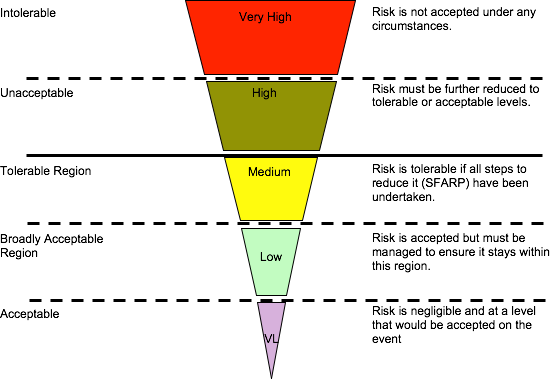 Intolerable
Very High
Risk is not accepted under any
circumstances.
Unacceptable
High
Risk must be further reduced to
tolerable or acceptable levels.
Tolerable Region
Medium
Risk is tolerable if all steps to
reduce it (SFARP) have been
undertaken.
Broadly Acceptable
Region
Low
Risk is accepted but must be
managed to ensure it stays within
this region.
Acceptable
VL
Risk is negligible and at a level
that would be accepted on the
event